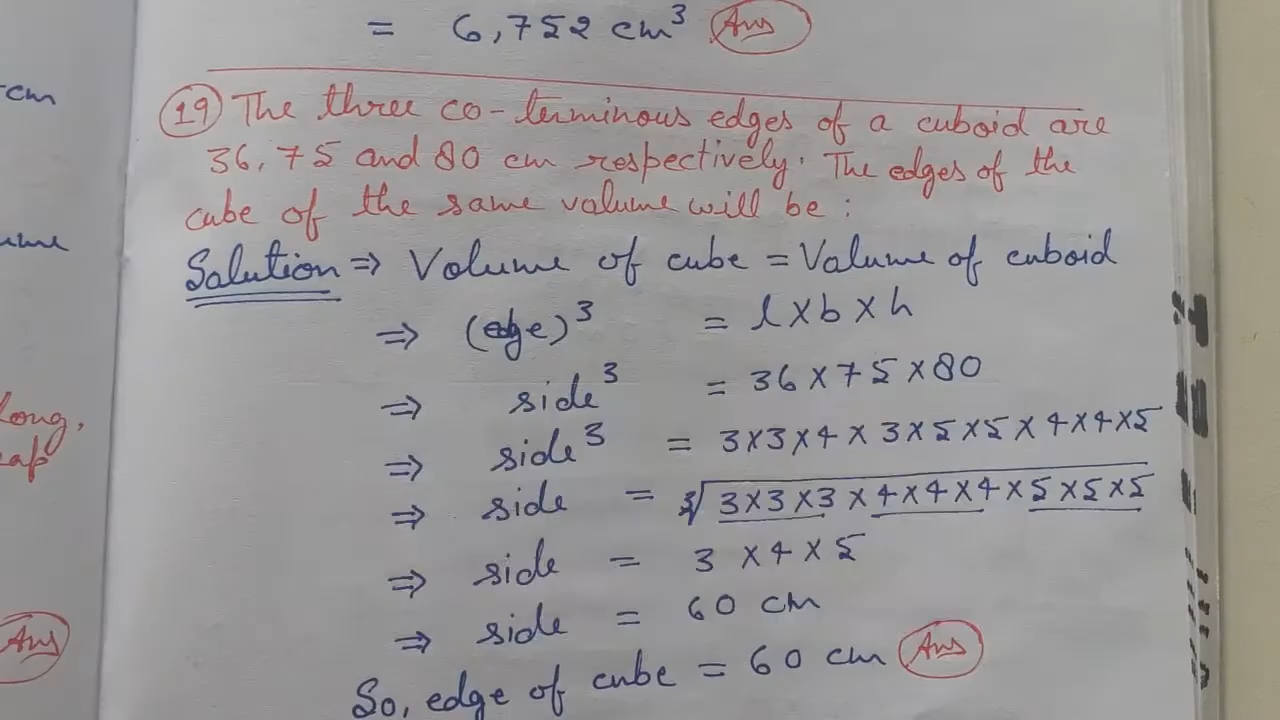 = 6,752 cm³ Ans
19 The three co-terminous edges of a cuboid are
36, 75 and 80 cm respectively. The edges of the
cube of the same volume will be :
Solution ⇒ Volume of cube = Volume of cuboid
⇒ (edge)³ = l × b × h
⇒ side³ = 36 × 75 × 80
⇒ side³ = 3×3×4 × 3×5×5 × 4×4×5
⇒ side = ∛3×3×3 × 4×4×4 × 5×5×5
⇒ side = 3 × 4 × 5
⇒ side = 60 cm
So, edge of cube = 60 cm Ans
cm
long,
Ans